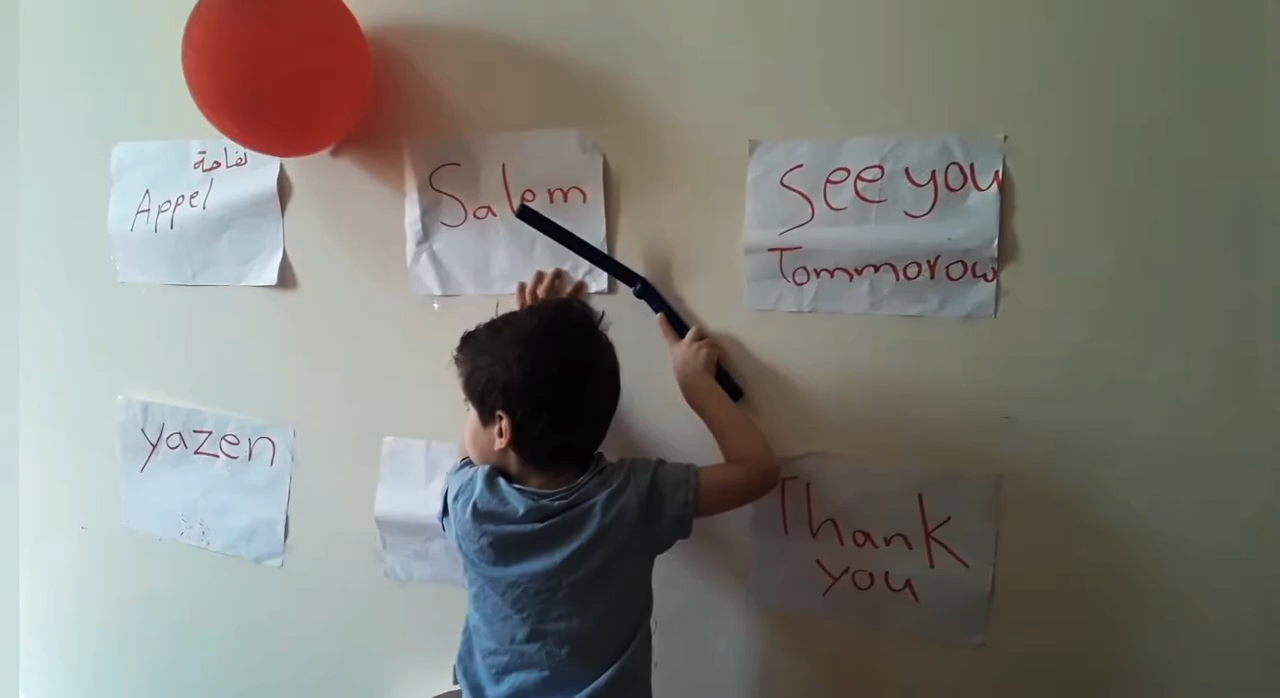 تفاحة
Appel
Salem
See you
Tommorow
yazen
Thank
you